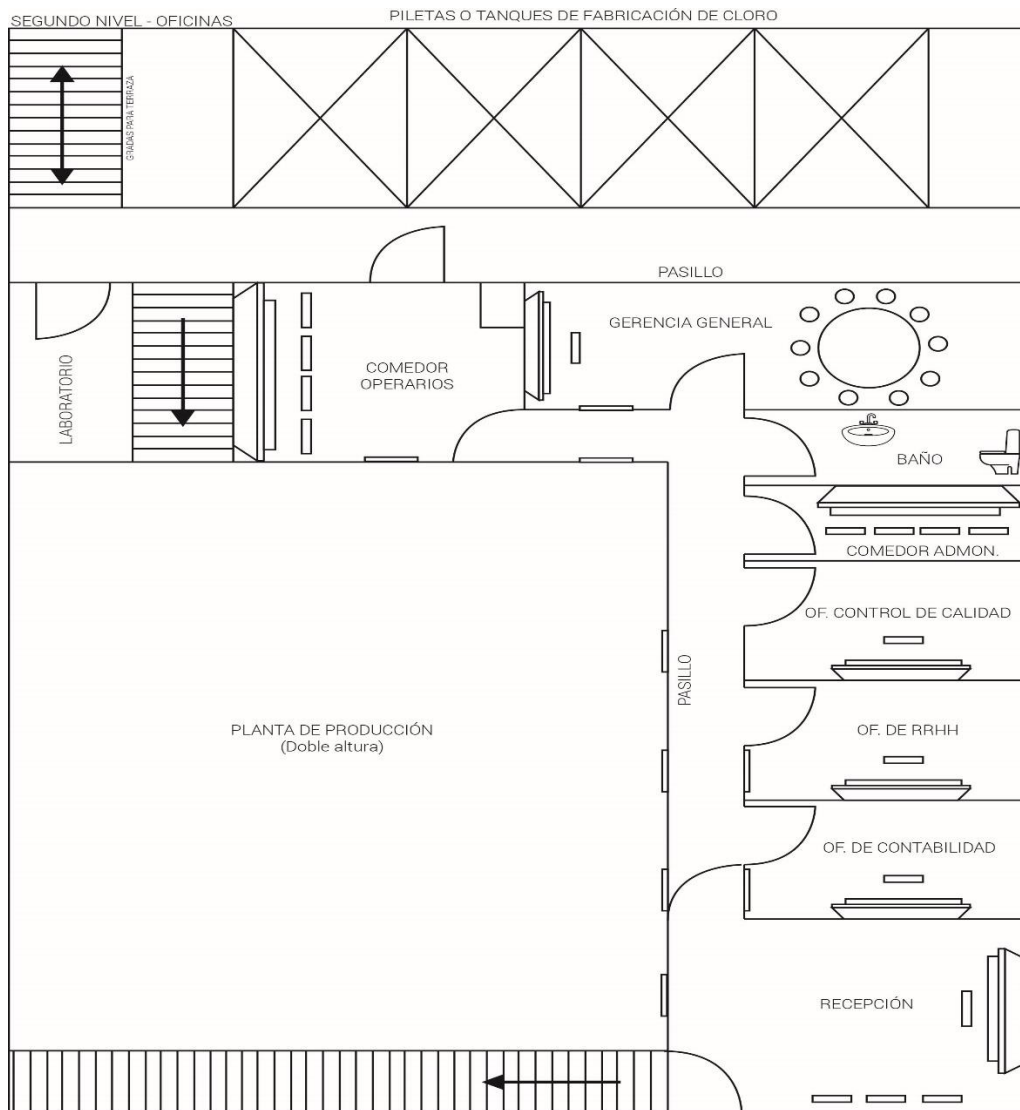 SEGUNDO NIVEL - OFICINAS
PILETAS O TANQUES DE FABRICACIÓN DE CLORO
GRADAS PARA TERRAZA
PASILLO
GERENCIA GENERAL
LABORATORIO
COMEDOR
OPERARIOS
BAÑO
COMEDOR ADMON.
OF. CONTROL DE CALIDAD
PASILLO
PLANTA DE PRODUCCIÓN
(Doble altura)
OF. DE RRHH
OF. DE CONTABILIDAD
RECEPCIÓN